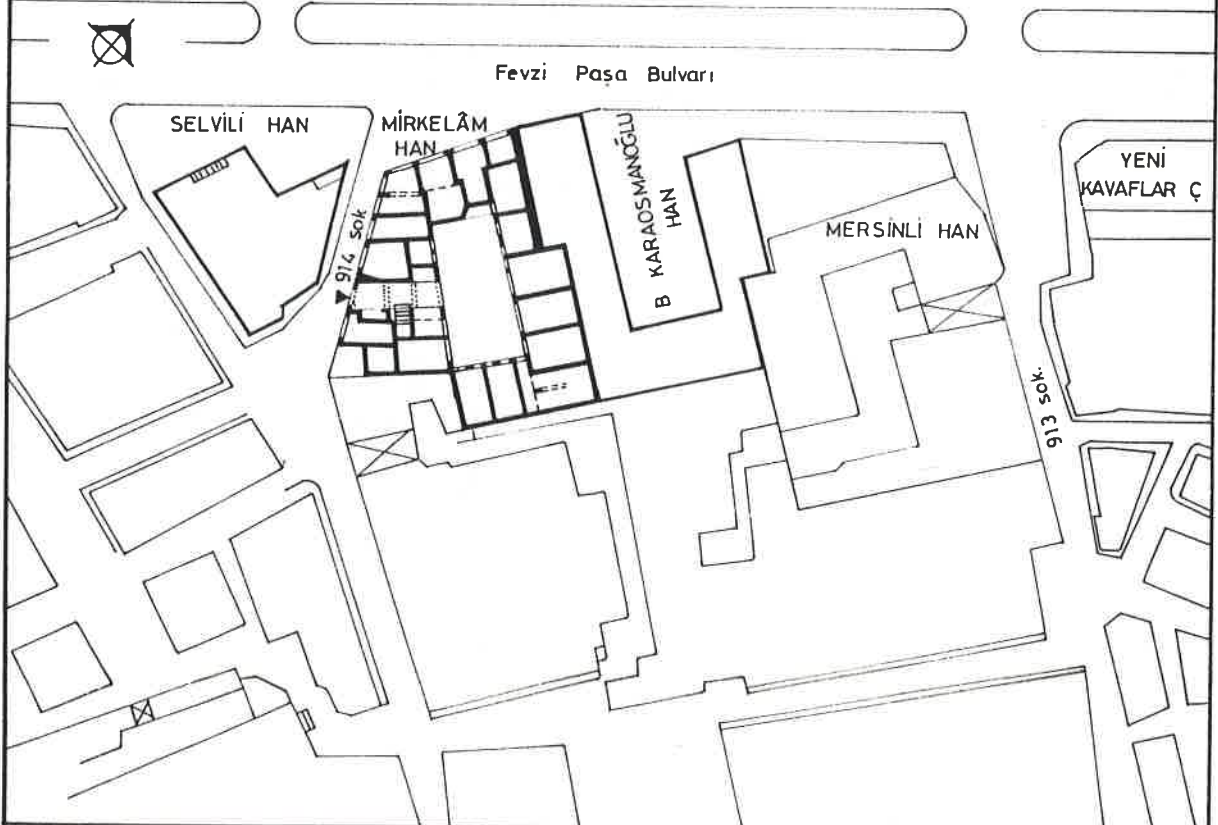 Fevzi Paşa Bulvarı
SELVİLİ HAN
MİRKELÂM
HAN
B KARAOSMANOĞLU
HAN
MERSİNLİ HAN
YENİ
KAVAFLAR Ç
914 sok
913 sok.